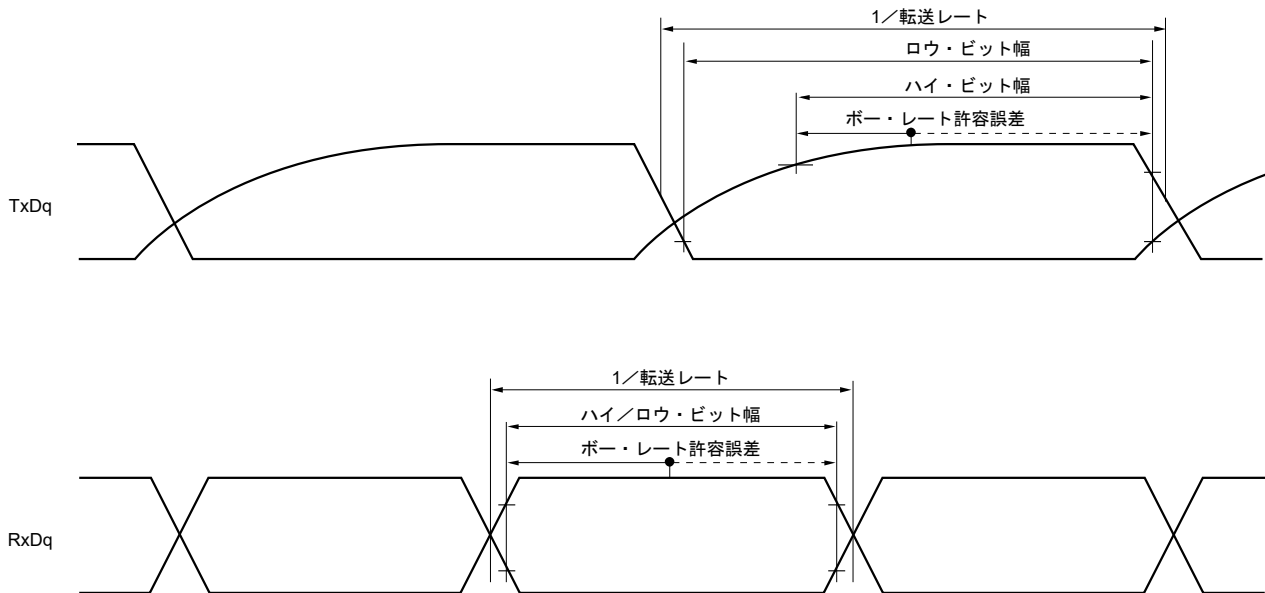 1／転送レート
ロウ・ビット幅
ハイ・ビット幅
ボー・レート許容誤差
TxDq
1／転送レート
ハイ／ロウ・ビット幅
ボー・レート許容誤差
RxDq